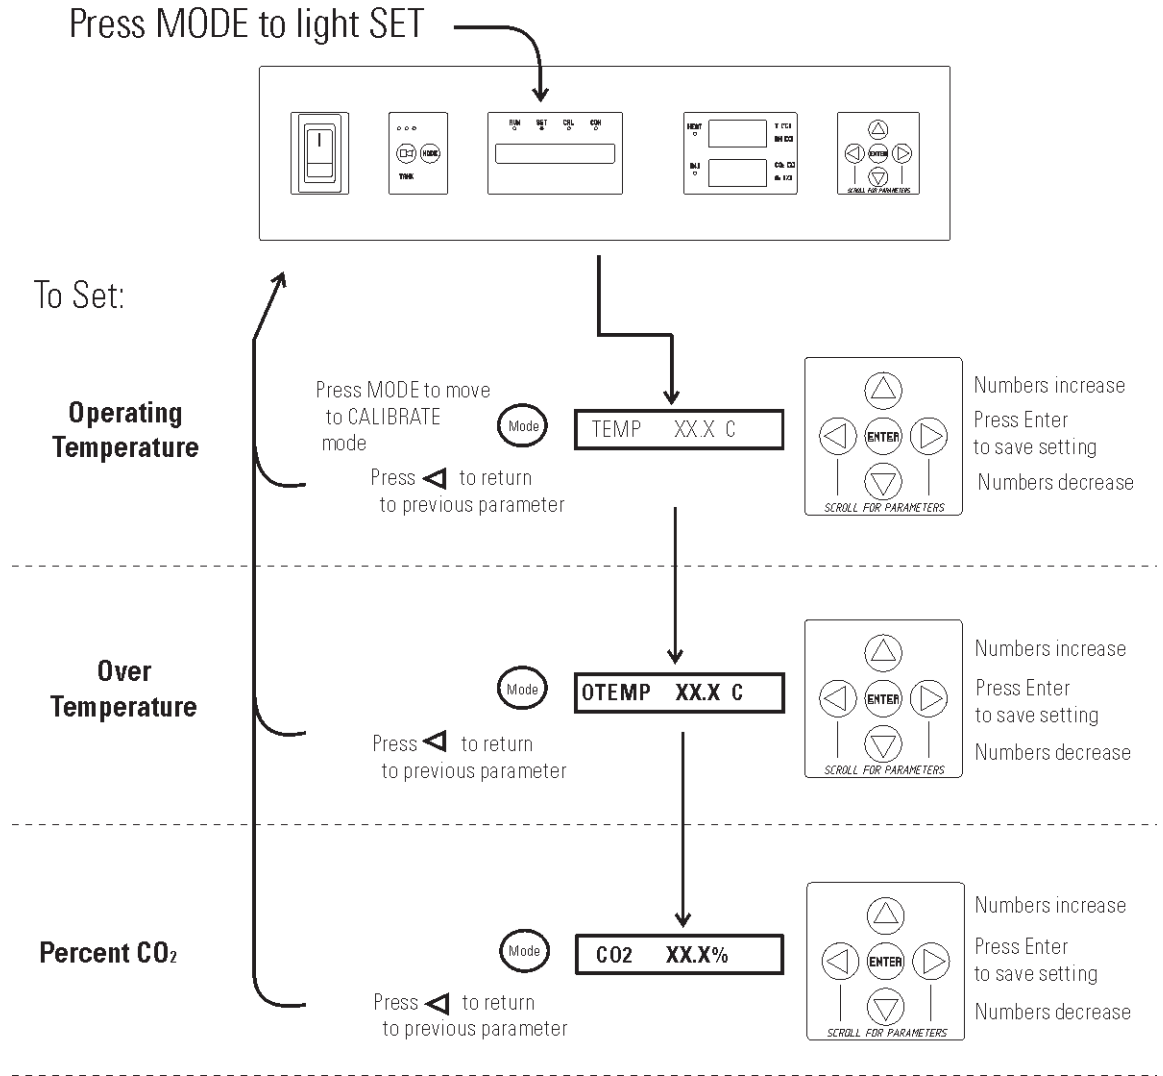 Press MODE to light SET
RUN SET CAL CON
HEAT
MODE
ENTER
TANK
SCROLL FOR PARAMETERS
To Set:
Operating
Temperature
Press MODE to move
to CALIBRATE
mode
Mode
TEMP XX.X C
Press to return
to previous parameter
ENTER
SCROLL FOR PARAMETERS
Numbers increase
Press Enter
to save setting
Numbers decrease
Over
Temperature
Mode
OTEMP XX.X C
Press to return
to previous parameter
ENTER
SCROLL FOR PARAMETERS
Numbers increase
Press Enter
to save setting
Numbers decrease
Percent CO₂
Mode
CO2 XX.X%
Press to return
to previous parameter
ENTER
SCROLL FOR PARAMETERS
Numbers increase
Press Enter
to save setting
Numbers decrease